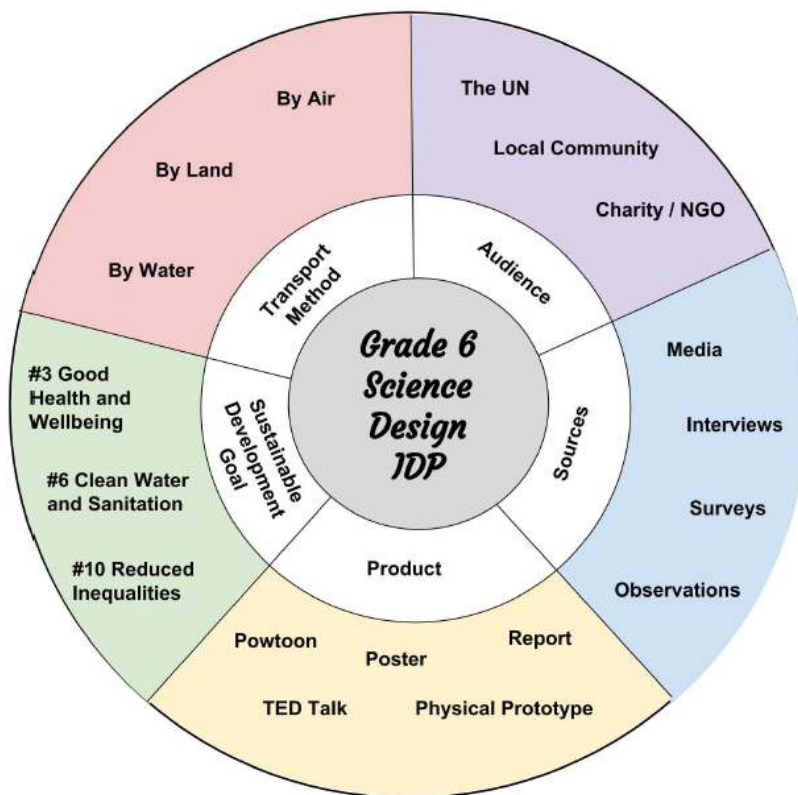 Grade 6
Science
Design
IDP
Transport
Method
By Air
By Land
By Water
Audience
The UN
Local Community
Charity / NGO
Sources
Media
Interviews
Surveys
Observations
Product
Powtoon
Poster
Report
TED Talk
Physical Prototype
Sustainable
Development
Goal
#3 Good
Health and
Wellbeing
#6 Clean Water
and Sanitation
#10 Reduced
Inequalities